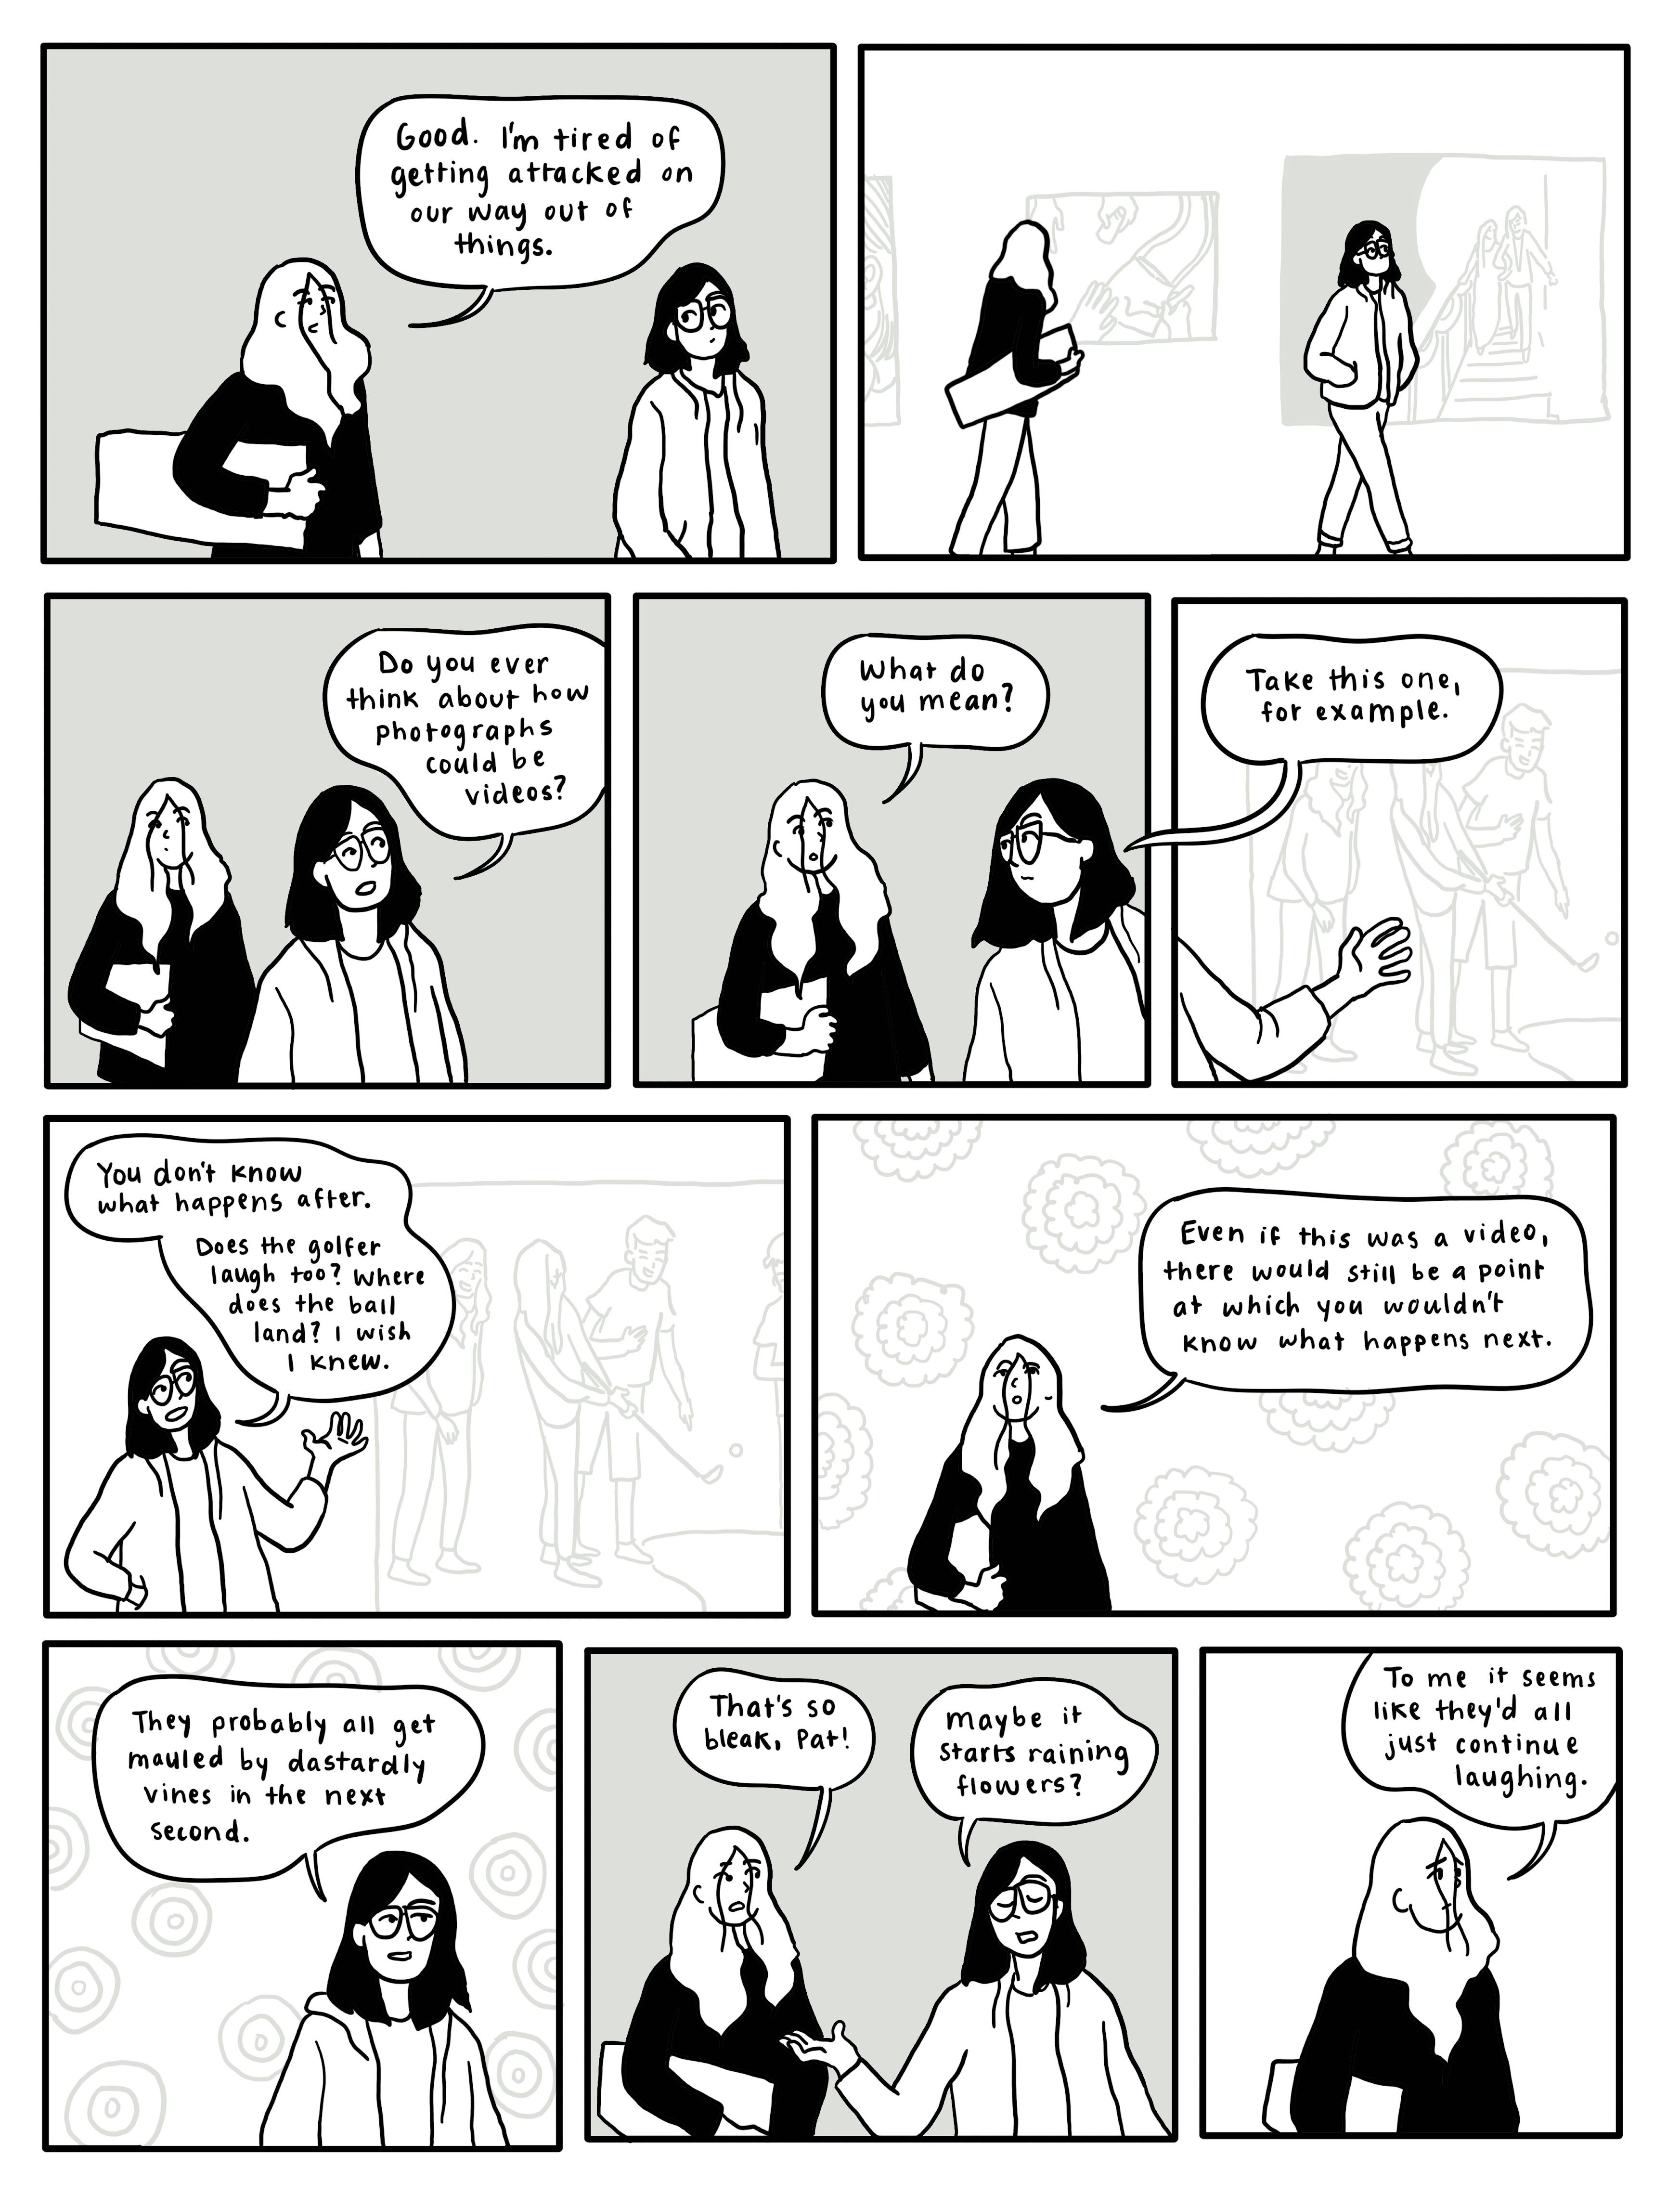 Good. I'm tired of
getting attacked on
our way out of
things.
Do you ever
think about how
photographs
could be
videos?
What do
you mean?
Take this one,
for example.
You don't know
what happens after.
Does the golfer
laugh too? Where
does the ball
land? I wish
I knew.
Even if this was a video,
there would still be a point
at which you wouldn't
know what happens next.
They probably all get
mauled by dastardly
vines in the next
second.
That's so
bleak, Pat!
Maybe it
starts raining
flowers?
To me it seems
like they'd all
just continue
laughing.